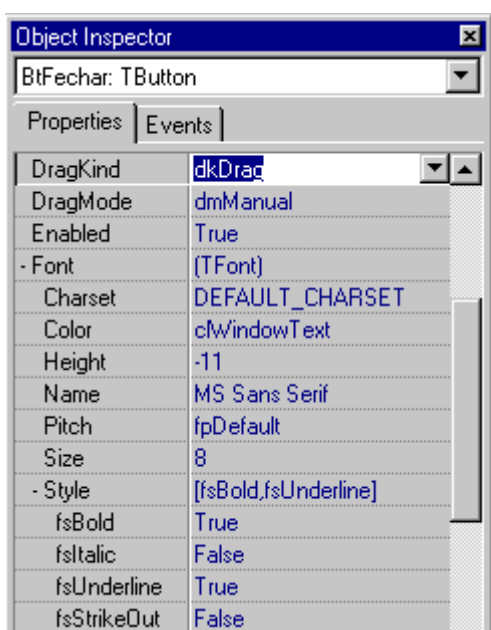 Object Inspector
BtFechar: TButton
Properties Events
DragKind dkDrag
DragMode dmManual
Enabled True
- Font (TFont)
Charset DEFAULT_CHARSET
Color clWindowText
Height -11
Name MS Sans Serif
Pitch fpDefault
Size 8
- Style [fsBold,fsUnderline]
fsBold True
fsItalic False
fsUnderline True
fsStrikeOut False